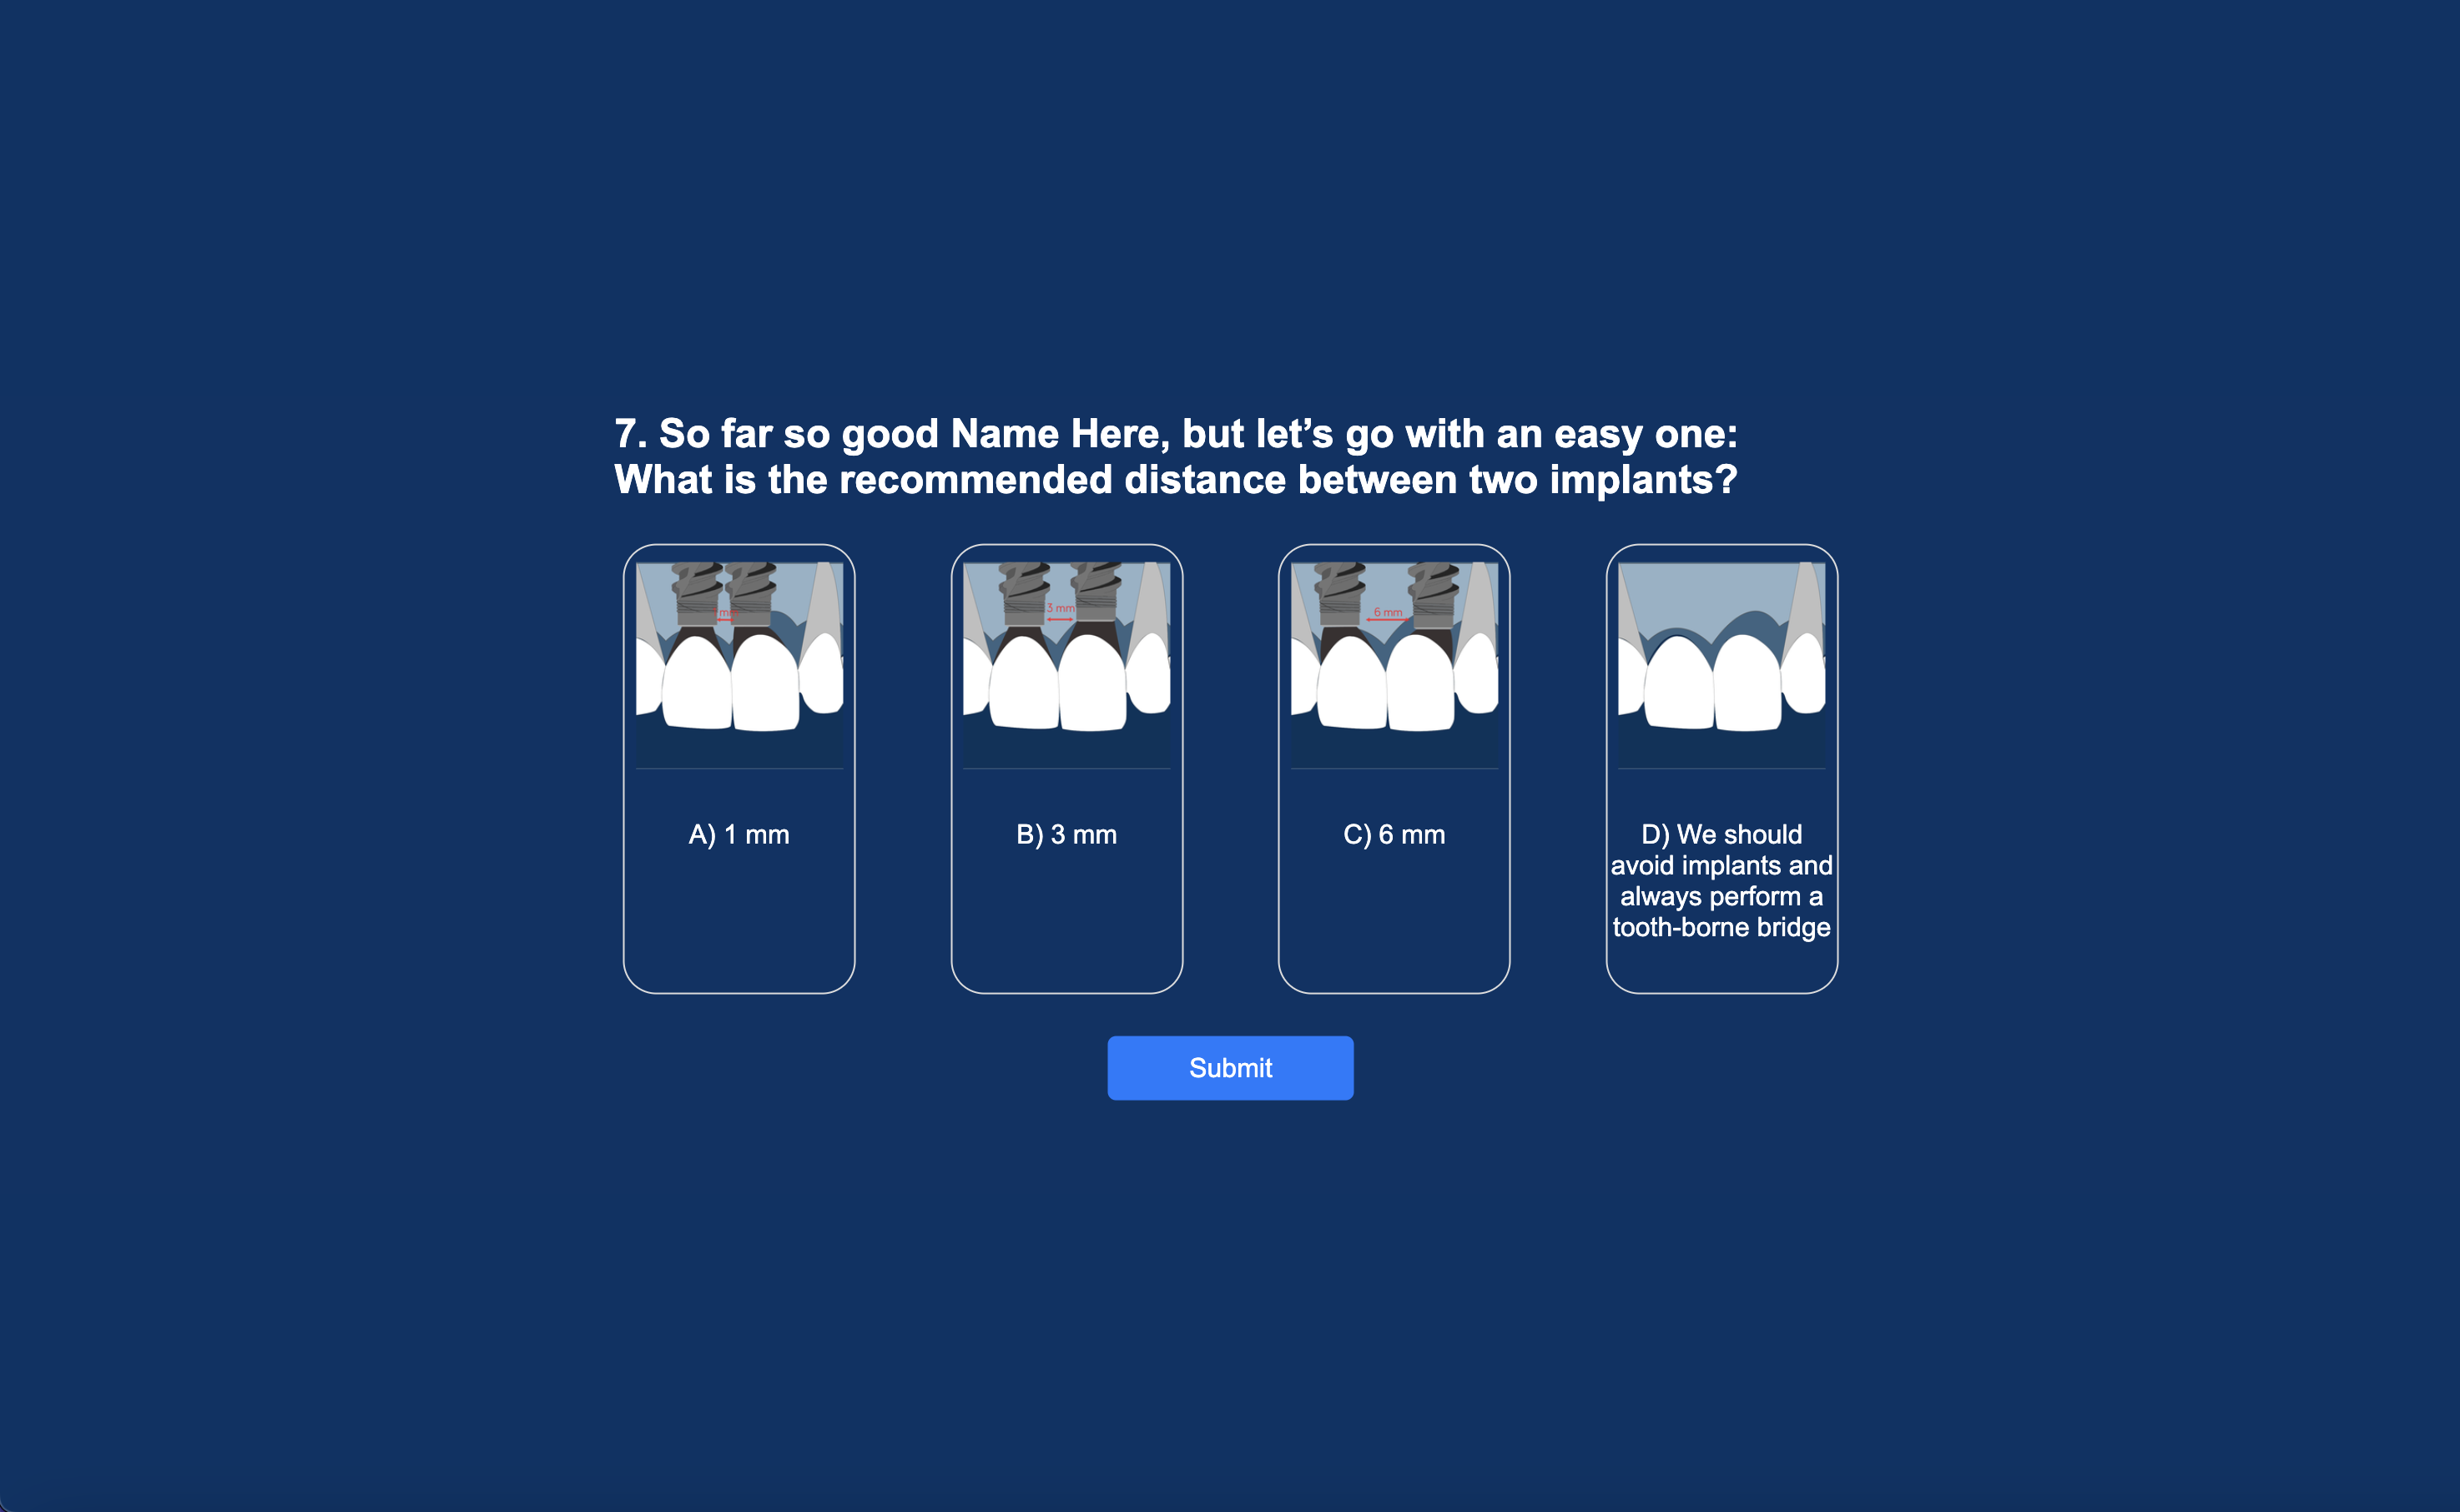 7. So far so good Name Here, but let’s go with an easy one:
What is the recommended distance between two implants?
mm
3 mm
6 mm
A) 1 mm
B) 3 mm
C) 6 mm
D) We should
avoid implants and
always perform a
tooth-borne bridge
Submit